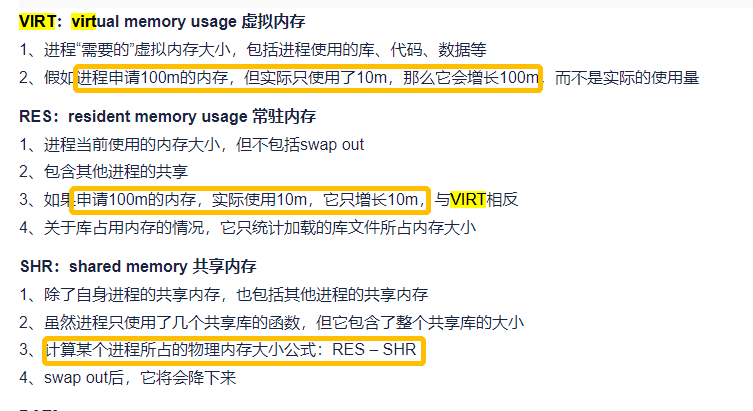 VIRT：virtual memory usage 虚拟内存
1、进程“需要的”虚拟内存大小，包括进程使用的库、代码、数据等
2、假如进程申请100m的内存，但实际只使用了10m，那么它会增长100m，而不是实际的使用量
RES：resident memory usage 常驻内存
1、进程当前使用的内存大小，但不包括swap out
2、包含其他进程的共享
3、如果申请100m的内存，实际使用10m，它只增长10m，与VIRT相反
4、关于库占用内存的情况，它只统计加载的库文件所占内存大小
SHR：shared memory 共享内存
1、除了自身进程的共享内存，也包括其他进程的共享内存
2、虽然进程只使用了几个共享库的函数，但它包含了整个共享库的大小
3、计算某个进程所占的物理内存大小公式：RES – SHR
4、swap out后，它将会降下来